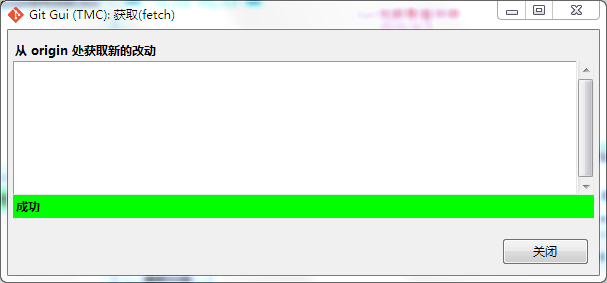 Git Gui (TMC): 获取(fetch)
从 origin 处获取新的改动
成功
关闭